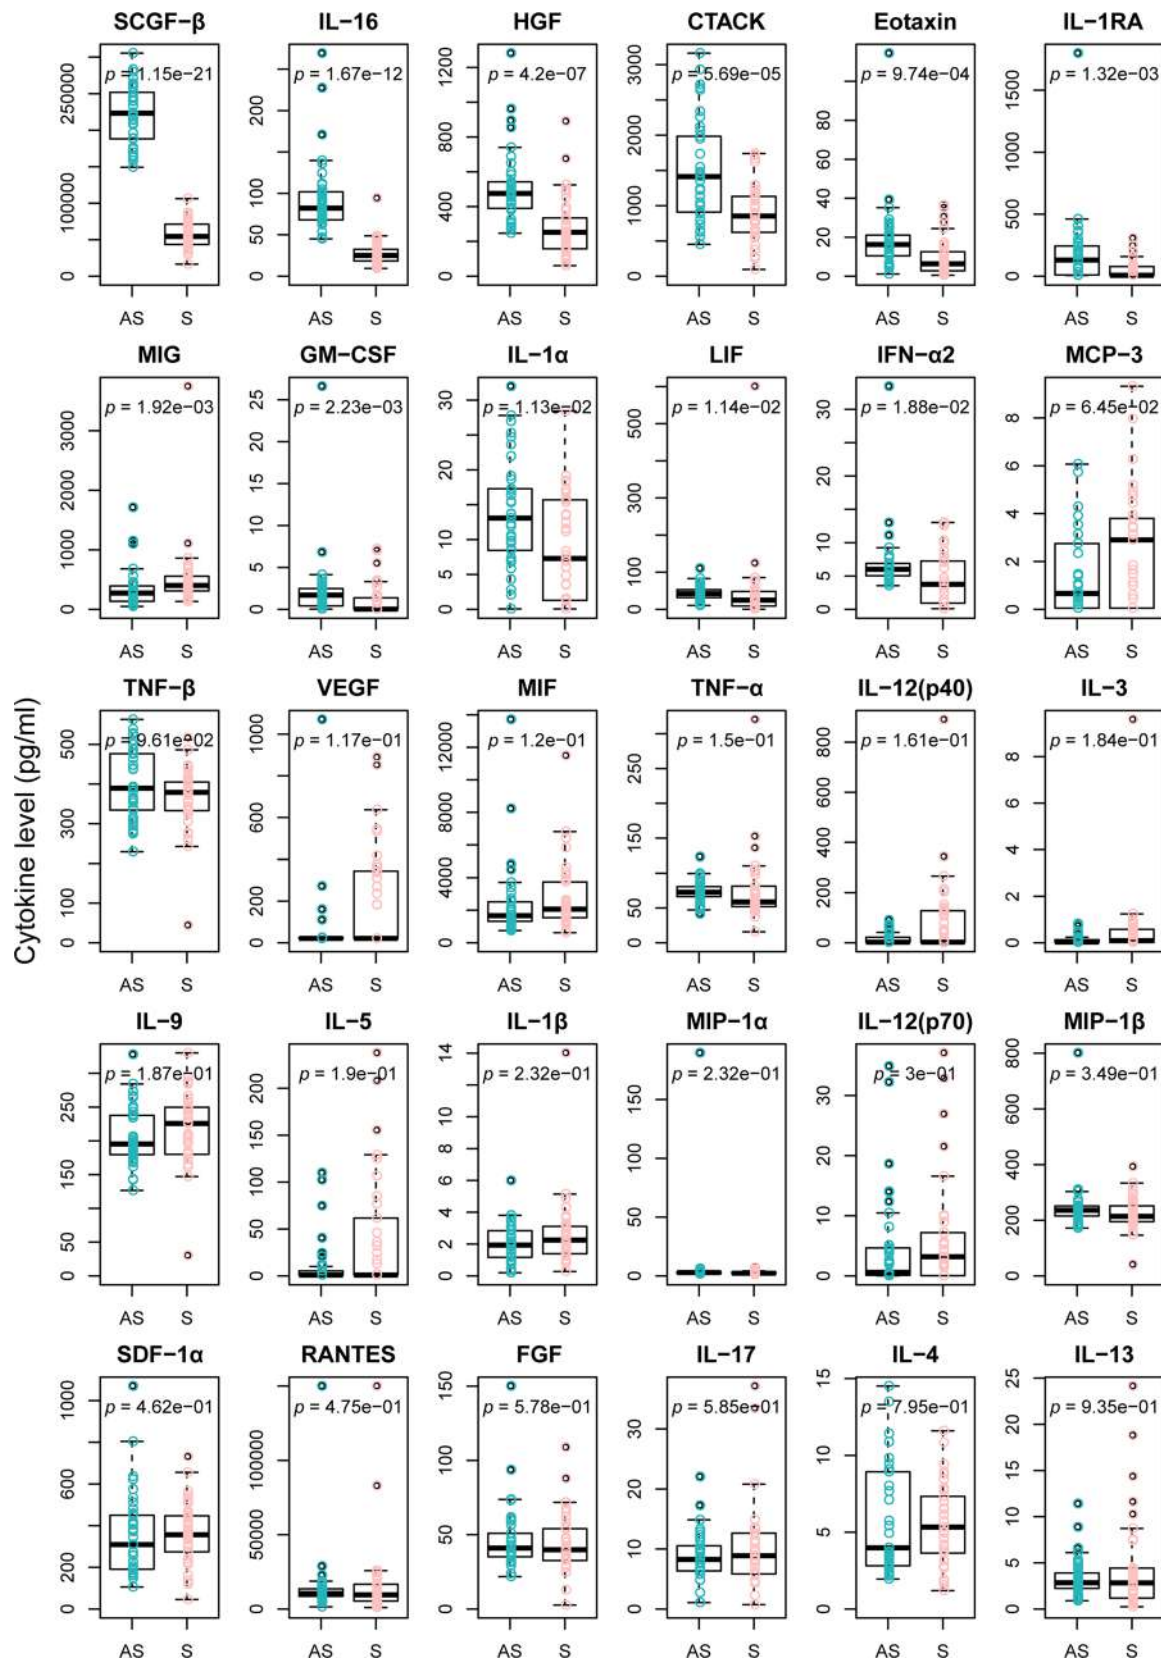 Cytokine level (pg/ml)
SCGF−β IL−16 HGF CTACK Eotaxin IL−1RA
p = 1.15e−21 p = 1.67e−12 p = 4.2e−07 p = 5.69e−05 p = 9.74e−04 p = 1.32e−03
0 100000 250000
0 50 100 200
0 400 800 1200
0 1000 2000 3000
0 20 40 60 80
0 500 1500
AS S AS S AS S AS S AS S AS S
MIG GM−CSF IL−1α LIF IFN−α2 MCP−3
p = 1.92e−03 p = 2.23e−03 p = 1.13e−02 p = 1.14e−02 p = 1.88e−02 p = 6.45e−02
0 1000 2000 3000
0 5 10 15 20 25
0 10 20 30
0 100 300 500
0 5 10 20 30
0 2 4 6 8
AS S AS S AS S AS S AS S AS S
TNF−β VEGF MIF TNF−α IL−12(p40) IL−3
p = 9.61e−02 p = 1.17e−01 p = 1.2e−01 p = 1.5e−01 p = 1.61e−01 p = 1.84e−01
0 100 300 500
0 200 600 1000
0 4000 8000 12000
0 50 150 250
0 200 400 600 800
0 2 4 6 8
AS S AS S AS S AS S AS S AS S
IL−9 IL−5 IL−1β MIP−1α IL−12(p70) MIP−1β
p = 1.87e−01 p = 1.9e−01 p = 2.32e−01 p = 2.32e−01 p = 3e−01 p = 3.49e−01
0 50 150 250
0 50 100 150 200
0 2 4 6 8 10 12 14
0 50 100 150
0 10 20 30
0 200 400 600 800
AS S AS S AS S AS S AS S AS S
SDF−1α RANTES FGF IL−17 IL−4 IL−13
p = 4.62e−01 p = 4.75e−01 p = 5.78e−01 p = 5.85e−01 p = 7.95e−01 p = 9.35e−01
0 200 600 1000
0 50000 100000
0 50 100 150
0 10 20 30
0 5 10 15
0 5 10 15 20 25
AS S AS S AS S AS S AS S AS S